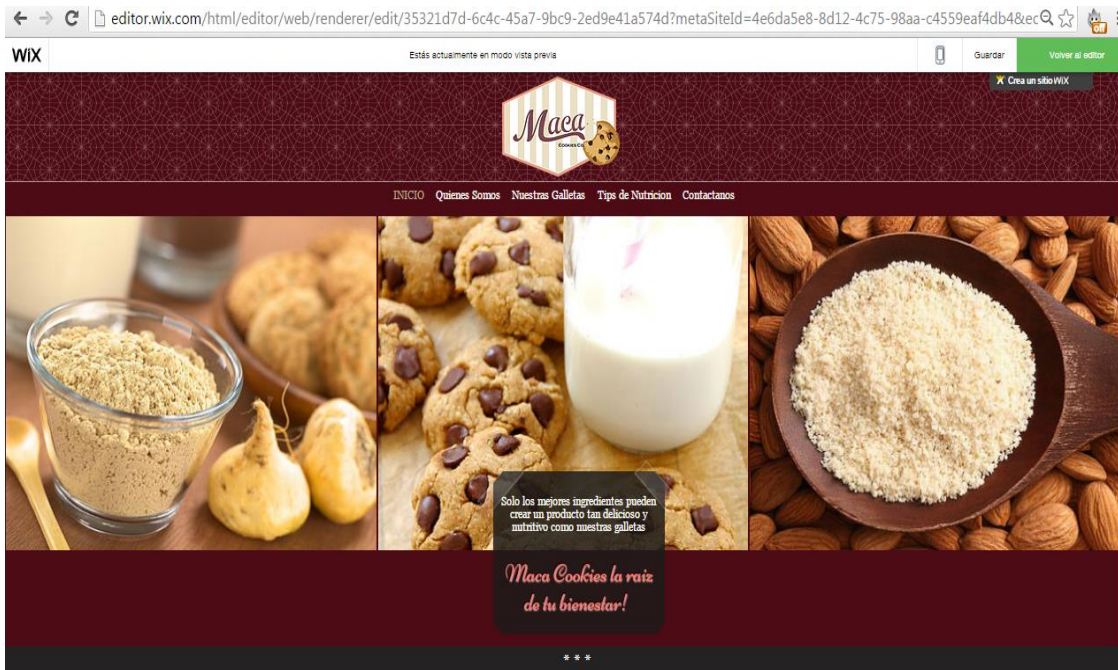 editor.wix.com/html/editor/web/renderer/edit/35321d7d-6c4c-45a7-9bc9-2ed9e41a574d?metaSiteId=4e6da5e8-8d12-4c75-98aa-c4559eaf4db4&ec
off
WiX
Estás actualmente en modo vista previa
Guardar
Volver al editor
Crea un sitio WiX
Maca
COOKIES CO
INICIO Quienes Somos Nuestras Galletas Tips de Nutricion Contactanos
Solo los mejores ingredientes pueden
crear un producto tan delicioso y
nutritivo como nuestras galletas
Maca Cookies la raiz
de tu bienestar!
* * *